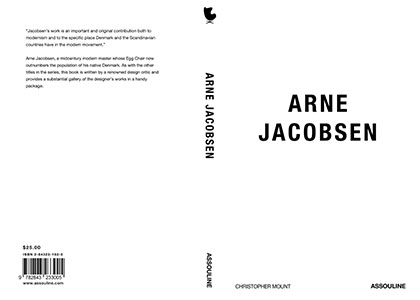 "Jacobsen's work is an important and original contribution both to
modernism and to the specific place Denmark and the Scandinavian
countries have in the modern movement."
Arne Jacobsen, a midcentury modern master whose Egg Chair now
outnumbers the population of his native Denmark. As with the other
titles in the series, this book is written by a renowned design critic and
provides a substantial gallery of the designer's works in a handy
package.
$25.00
9 782843 233005
www.assouline.com
ARNE JACOBSEN
ASSOULINE
ARNE
JACOBSEN
CHRISTOPHER MOUNT
ASSOULINE